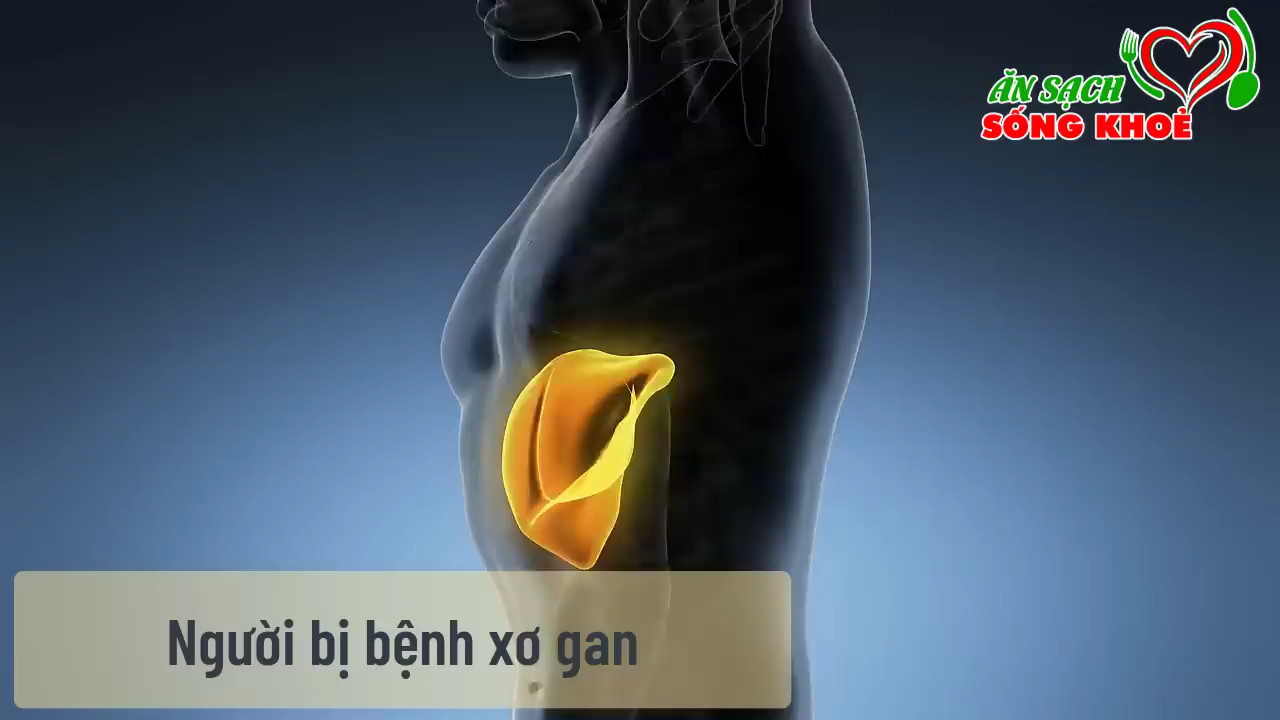 ĂN SẠCH
SỐNG KHOẺ
Người bị bệnh xơ gan